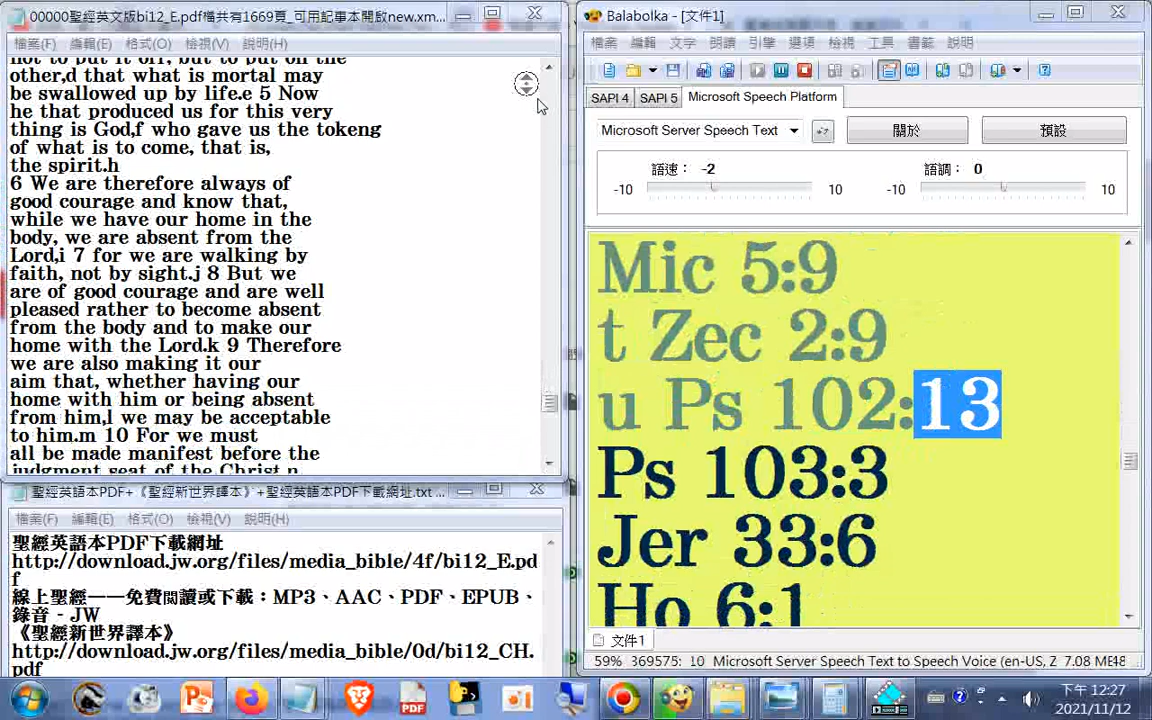 00000聖經英文版bi12_E.pdf檔共有1669頁_可用記事本開啟new.xm...
檔案(F) 編輯(E) 格式(O) 檢視(V) 說明(H)
not to put it off, but to put on the
other,d that what is mortal may
be swallowed up by life.e 5 Now
he that produced us for this very
thing is God,f who gave us the tokeng
of what is to come, that is,
the spirit.h
6 We are therefore always of
good courage and know that,
while we have our home in the
body, we are absent from the
Lord,i 7 for we are walking by
faith, not by sight.j 8 But we
are of good courage and are well
pleased rather to become absent
from the body and to make our
home with the Lord.k 9 Therefore
we are also making it our
aim that, whether having our
home with him or being absent
from him,l we may be acceptable
to him.m 10 For we must
all be made manifest before the
judgment seat of the Christ,n
聖經英語本PDF+《聖經新世界譯本》+聖經英語本PDF下載網址.txt ...
檔案(F) 編輯(E) 格式(O) 檢視(V) 說明(H)
聖經英語本PDF下載網址
http://download.jw.org/files/media_bible/4f/bi12_E.pd
f
線上聖經——免費閱讀或下載：MP3、AAC、PDF、EPUB、
錄音 - JW
《聖經新世界譯本》
http://download.jw.org/files/media_bible/0d/bi12_CH.
pdf
Balabolka - [文件1]
檔案 編輯 文字 朗讀 引擎 選項 檢視 工具 書籤 說明
SAPI 4 SAPI 5 Microsoft Speech Platform
Microsoft Server Speech Text 關於 預設
語速： -2 語調： 0
-10 10 -10 10
Mic 5:9
t Zec 2:9
u Ps 102:13
Ps 103:3
Jer 33:6
Ho 6:1
文件1
59% 369575: 10 Microsoft Server Speech Text to Speech Voice (en-US, Z 7.08 ME48
下午 12:27
2021/11/12